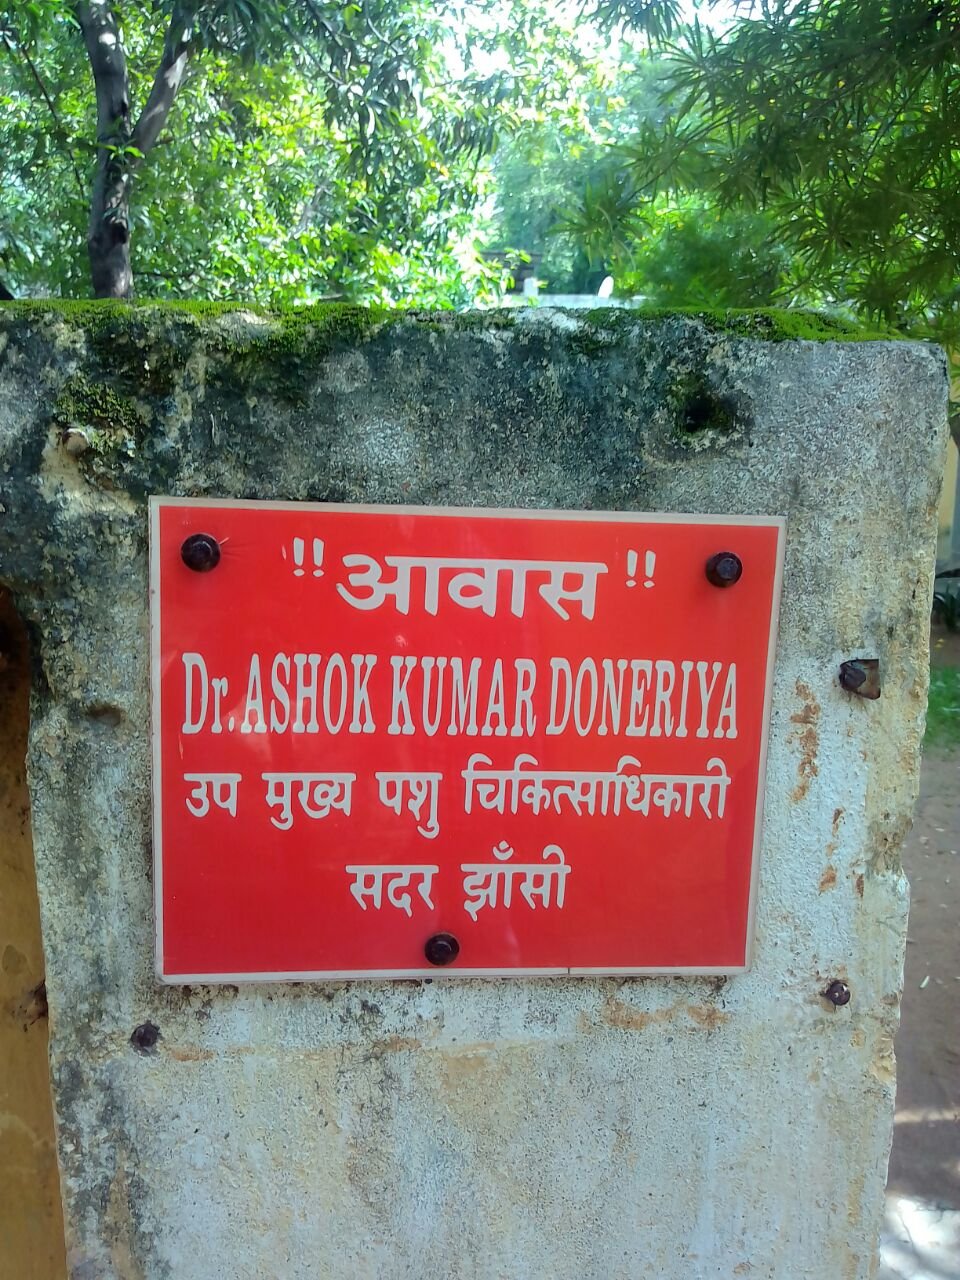 "आवास"
Dr.ASHOK KUMAR DONERIYA
उप मुख्य पशु चिकित्साधिकारी
सदर झाँसी